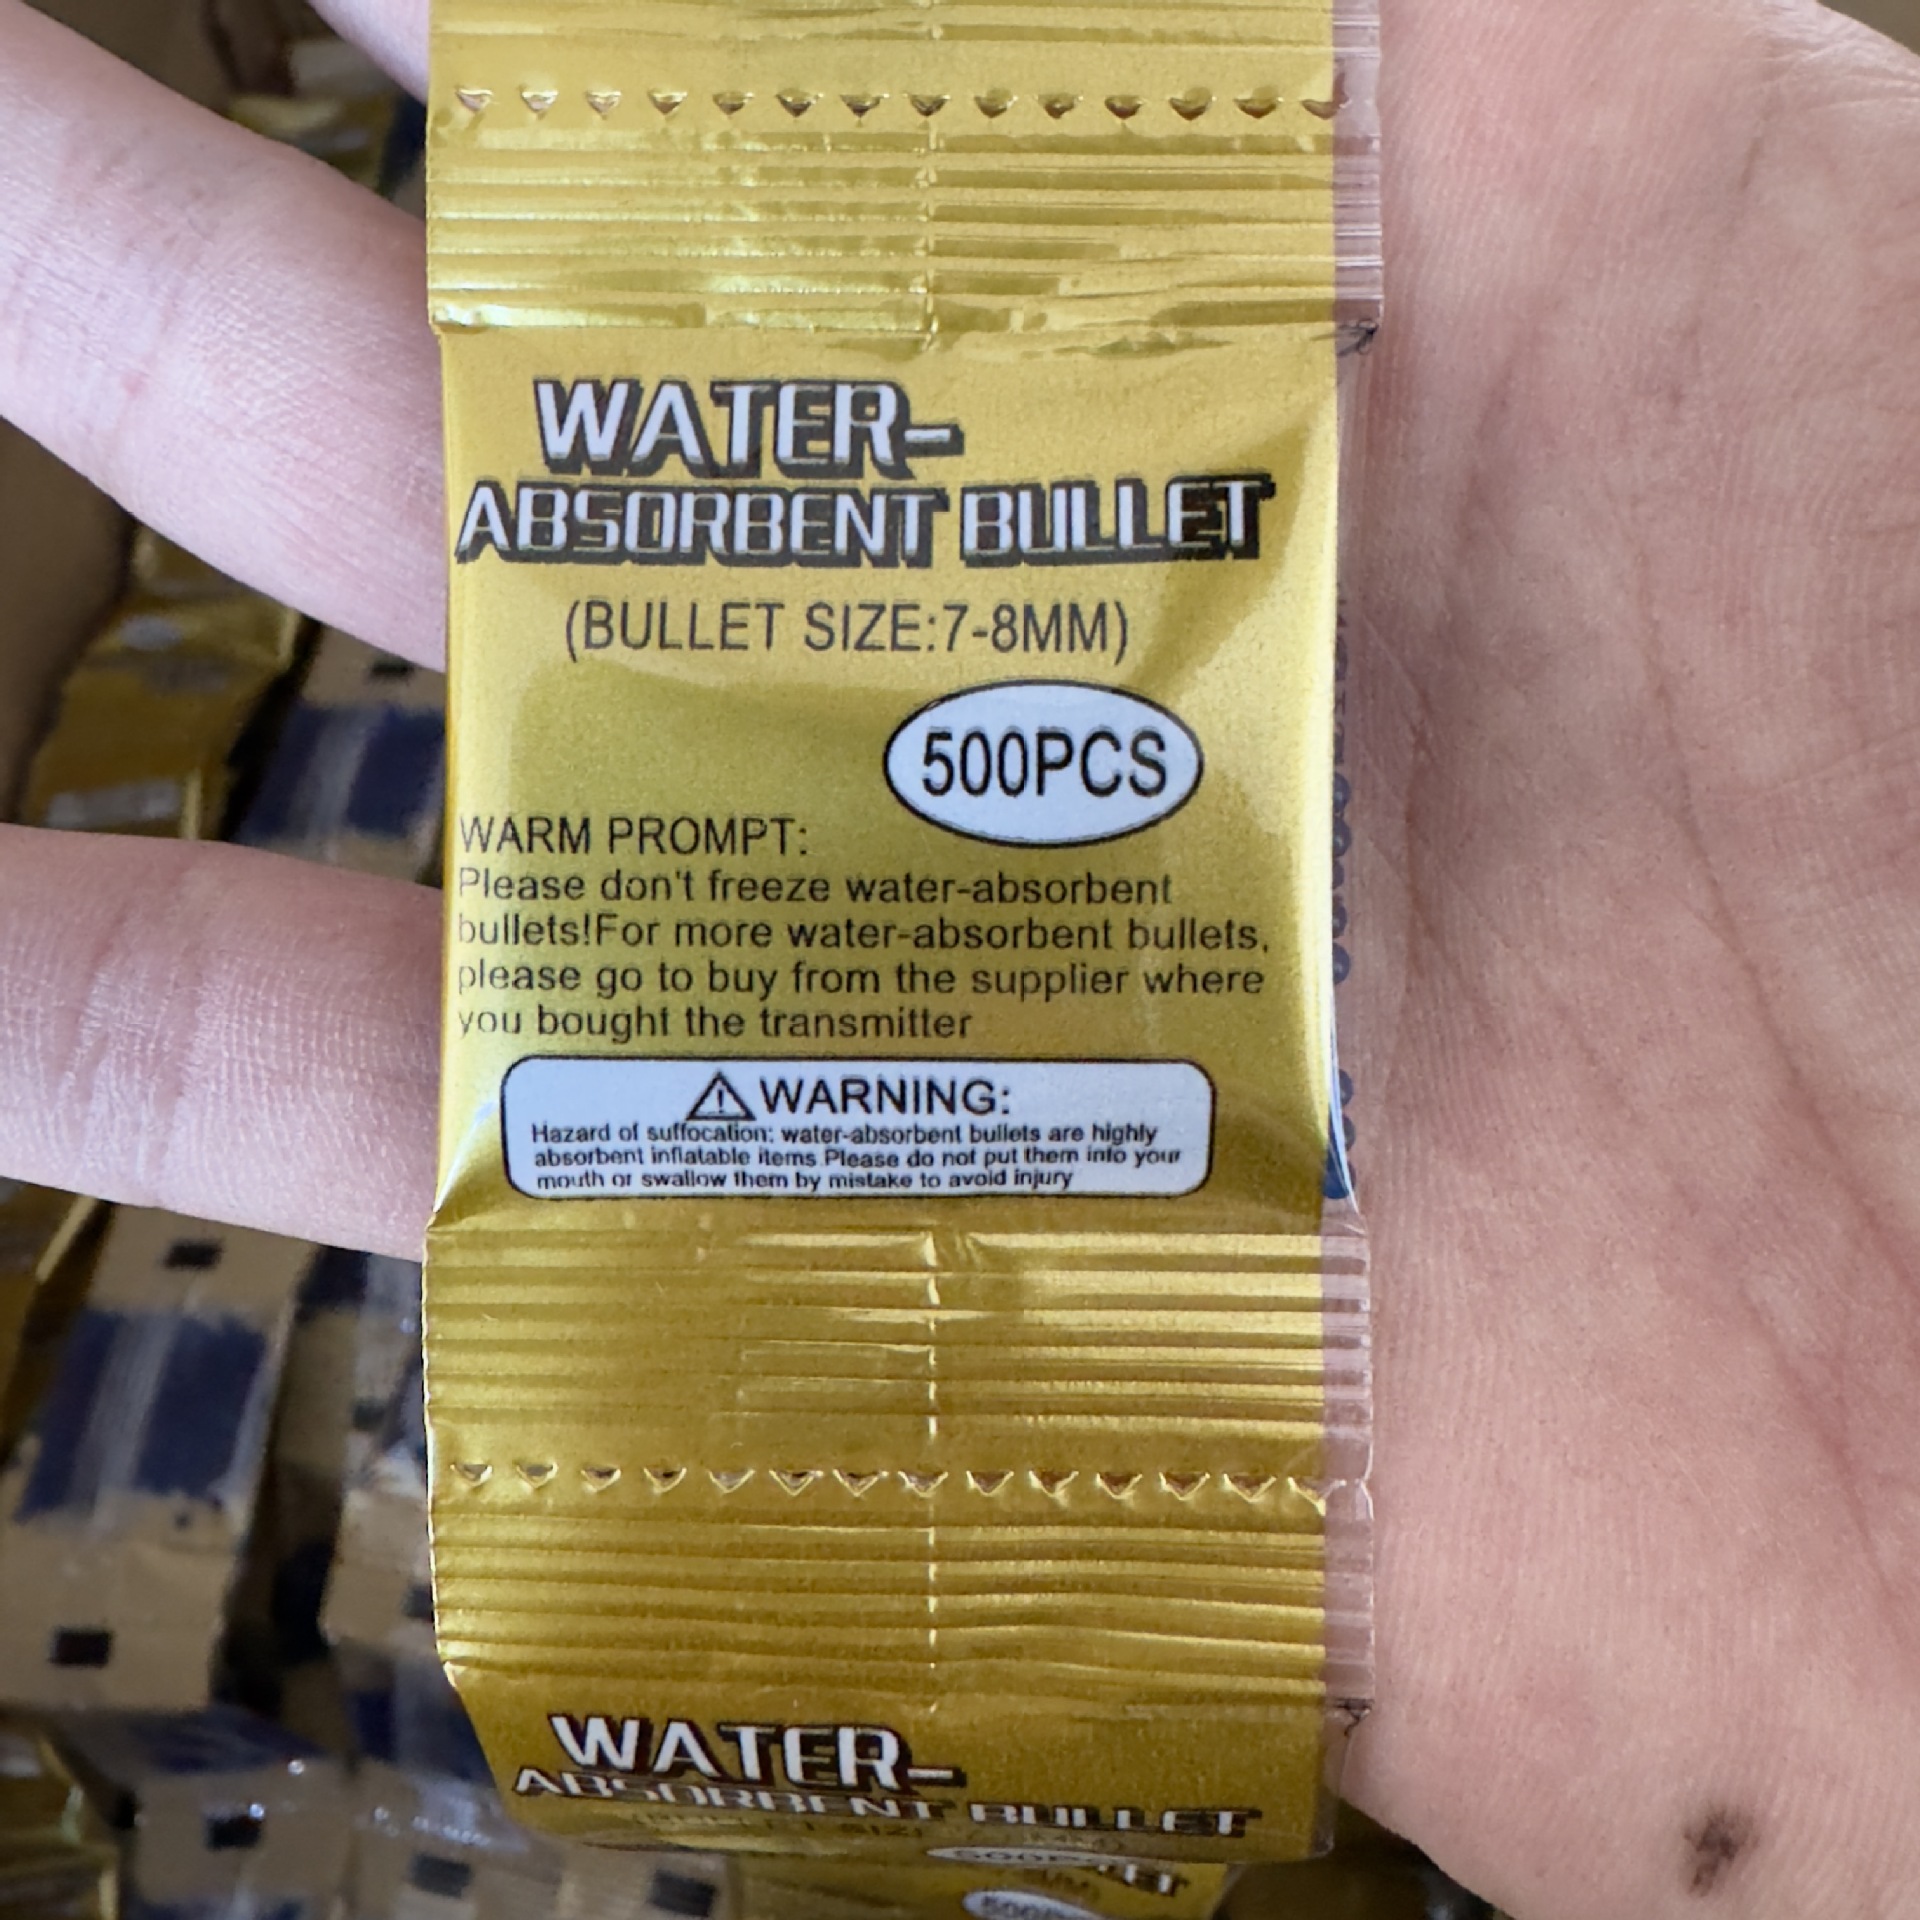 WATER-
ABSORBENT BULLET
(BULLET SIZE:7-8MM)
500PCS
WARM PROMPT:
Please don't freeze water-absorbent
bullets!For more water-absorbent bullets,
please go to buy from the supplier where
you bought the transmitter
WARNING:
Hazard of suffocation: water-absorbent bullets are highly
absorbent inflatable items.Please do not put them into your
mouth or swallow them by mistake to avoid injury
WATER-
ABSORBENT BULLET